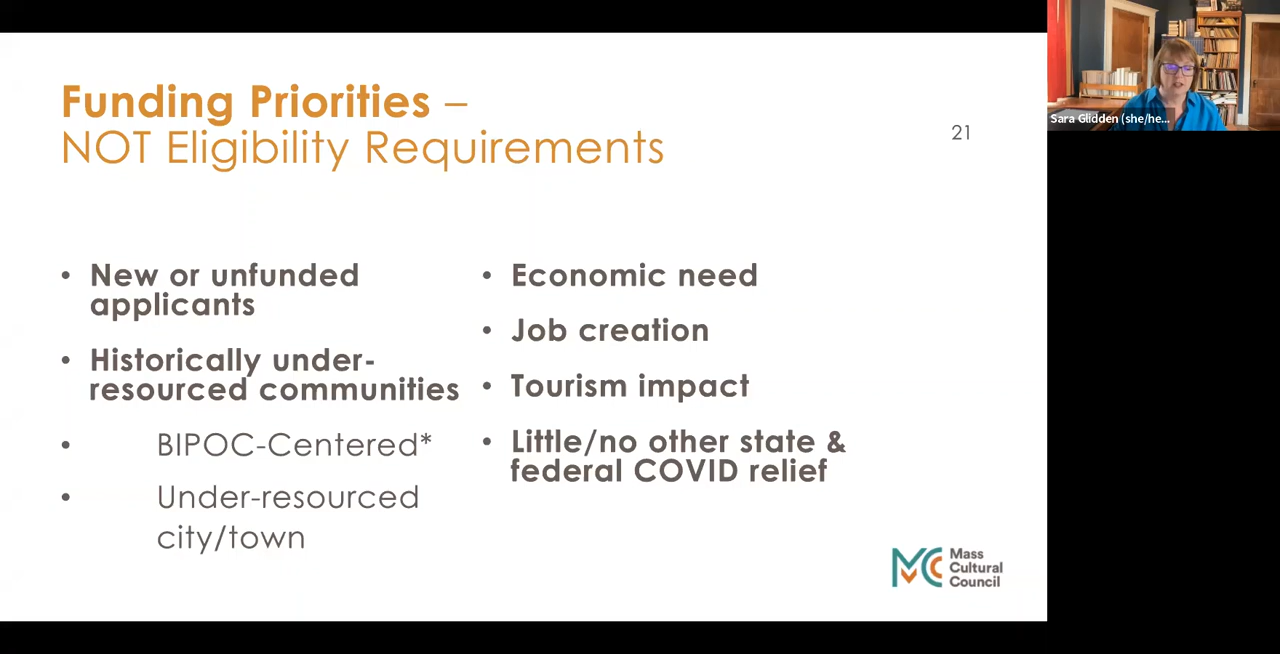 Funding Priorities –
NOT Eligibility Requirements
21
• New or unfunded
applicants
• Historically under-
resourced communities
• BIPOC-Centered*
• Under-resourced
city/town
• Economic need
• Job creation
• Tourism impact
• Little/no other state &
federal COVID relief
Mass
Cultural
Council
Sara Glidden (she/he...